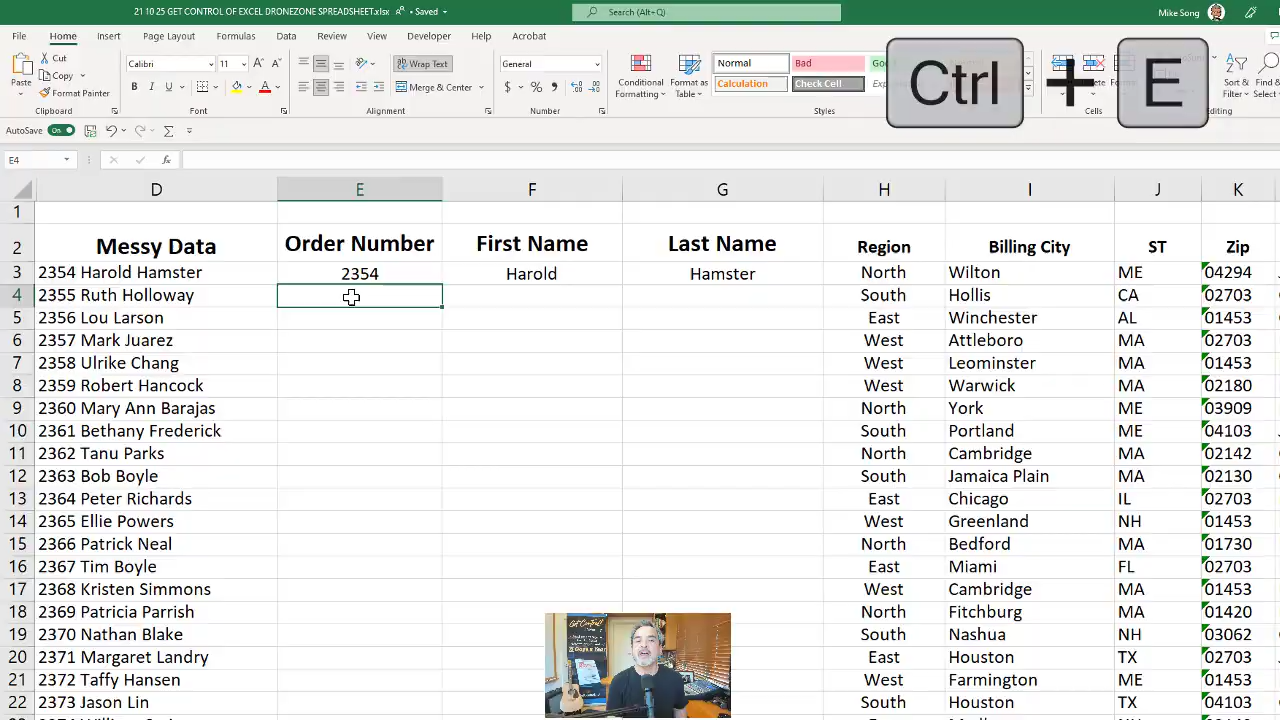 21 10 25 GET CONTROL OF EXCEL DRONEZONE SPREADSHEET.xlsx • Saved
Search (Alt+Q)
Mike Song
File Home Insert Page Layout Formulas Data Review View Developer Help Acrobat
Paste
Cut
Copy
Format Painter
Clipboard
Calibri 11
B I U
Font
Wrap Text
Merge & Center
Alignment
General
$ % ,
Number
Conditional Formatting
Format as Table
Normal Bad
Calculation Check Cell
Styles
Cells
Sort & Filter
Editing
Ctrl + E
AutoSave On
E4
fx
D E F G H I J K
1
2 Messy Data Order Number First Name Last Name Region Billing City ST Zip
3 2354 Harold Hamster 2354 Harold Hamster North Wilton ME 04294
4 2355 Ruth Holloway South Hollis CA 02703
5 2356 Lou Larson East Winchester AL 01453
6 2357 Mark Juarez West Attleboro MA 02703
7 2358 Ulrike Chang West Leominster MA 01453
8 2359 Robert Hancock West Warwick MA 02180
9 2360 Mary Ann Barajas North York ME 03909
10 2361 Bethany Frederick South Portland ME 04103
11 2362 Tanu Parks North Cambridge MA 02142
12 2363 Bob Boyle South Jamaica Plain MA 02130
13 2364 Peter Richards East Chicago IL 02703
14 2365 Ellie Powers West Greenland NH 01453
15 2366 Patrick Neal North Bedford MA 01730
16 2367 Tim Boyle East Miami FL 02703
17 2368 Kristen Simmons West Cambridge MA 01453
18 2369 Patricia Parrish North Fitchburg MA 01420
19 2370 Nathan Blake South Nashua NH 03062
20 2371 Margaret Landry East Houston TX 02703
21 2372 Taffy Hansen West Farmington ME 01453
22 2373 Jason Lin South Houston TX 04103